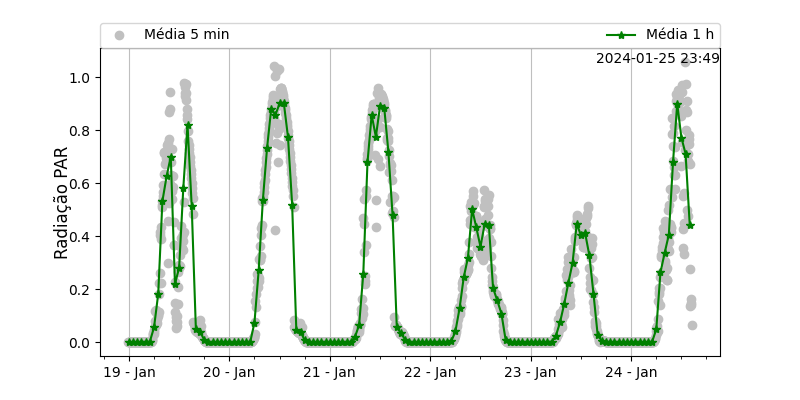 Média 5 min
Média 1 h
2024-01-25 23:49
Radiação PAR
1.0
0.8
0.6
0.4
0.2
0.0
19 - Jan
20 - Jan
21 - Jan
22 - Jan
23 - Jan
24 - Jan